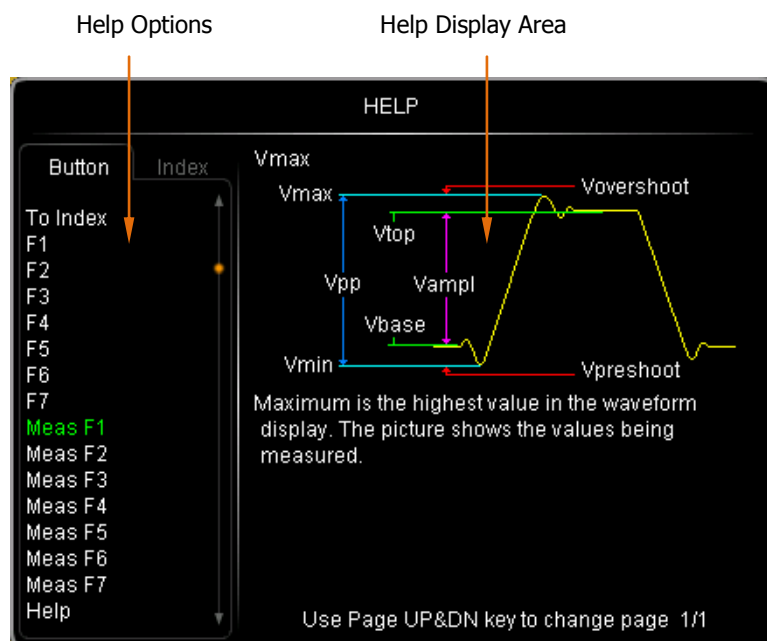 Help Options
Help Display Area
HELP
Button
Index
To Index
F1
F2
F3
F4
F5
F6
F7
Meas F1
Meas F2
Meas F3
Meas F4
Meas F5
Meas F6
Meas F7
Help
Vmax
Vmax
Vovershoot
Vtop
Vpp
Vampl
Vbase
Vmin
Vpreshoot
Maximum is the highest value in the waveform
display. The picture shows the values being
measured.
Use Page UP&DN key to change page 1/1